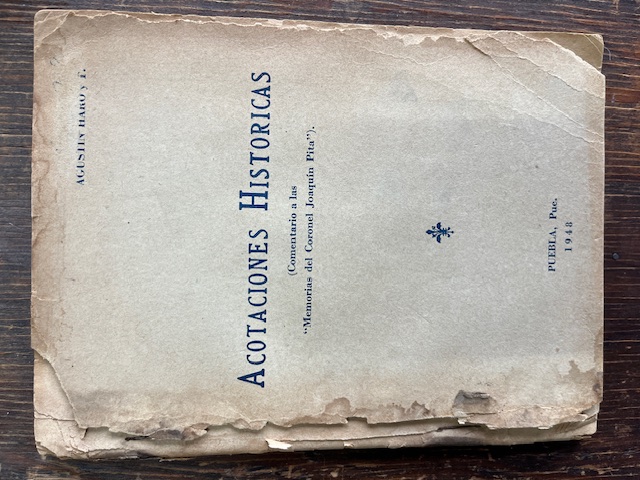 AGUSTIN HARO y T.
ACOTACIONES HISTORICAS
(Comentario a las
"Memorias del Coronel Joaquín Pita").
PUEBLA, Pue.
1948